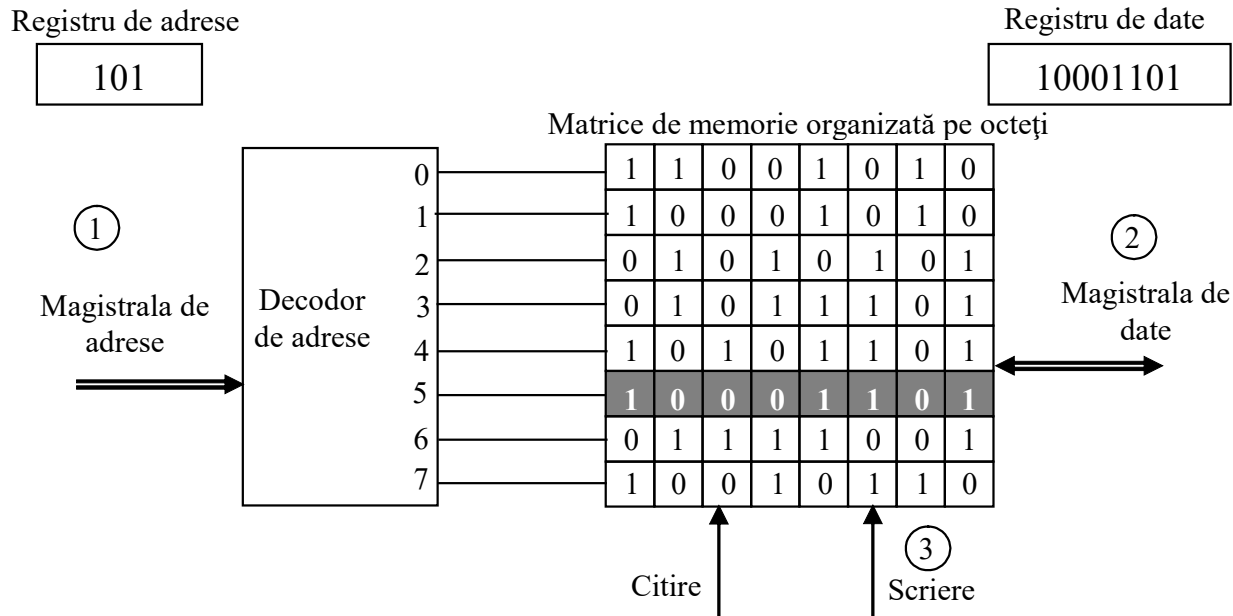 Registru de adrese
Registru de date
101
10001101
Matrice de memorie organizată pe octeţi
0 1 1 0 0 1 0 1 0
1 1 0 0 0 1 0 1 0
1
2 0 1 0 1 0 1 0 1
2
Magistrala de
adrese
Decodor
de adrese
3 0 1 0 1 1 1 0 1
Magistrala de
date
4 1 0 1 0 1 1 0 1
5 1 0 0 0 1 1 0 1
6 0 1 1 1 1 0 0 1
7 1 0 0 1 0 1 1 0
3
Citire
Scriere